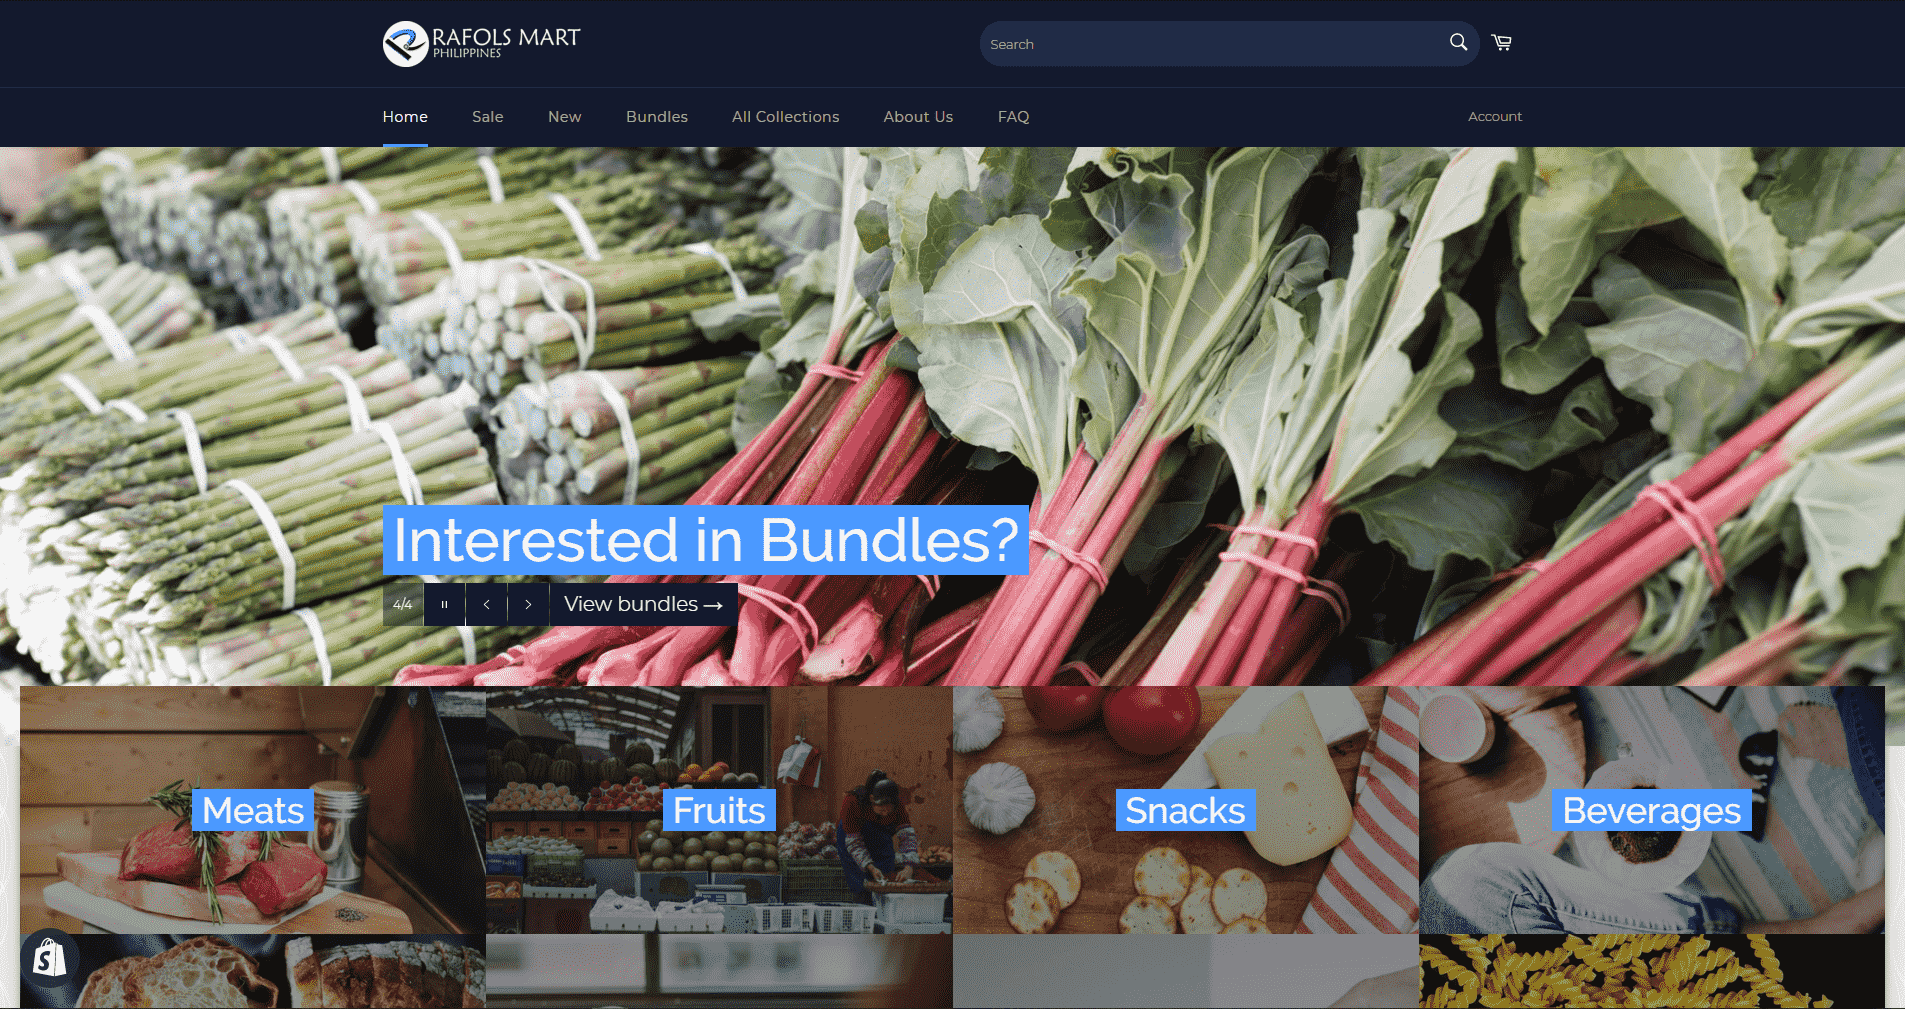 RAFOLS MART
PHILIPPINES
Search
Home Sale New Bundles All Collections About Us FAQ Account
Interested in Bundles?
4/4 View bundles →
Meats Fruits Snacks Beverages